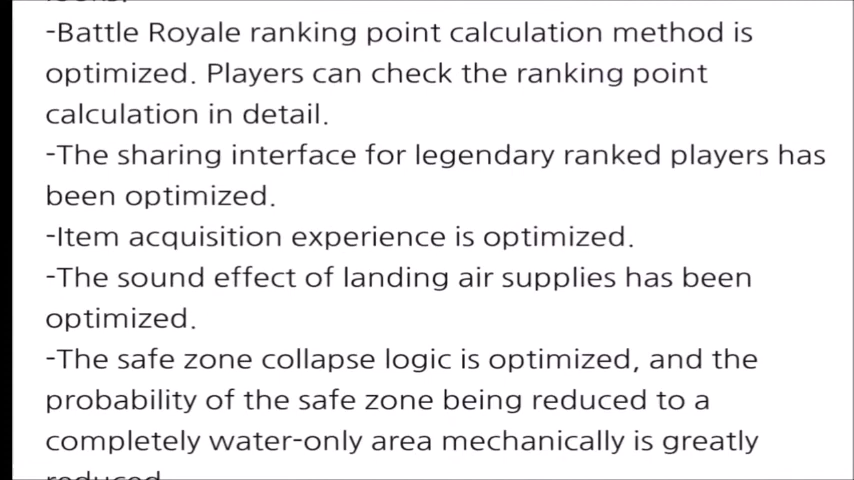 -Battle Royale ranking point calculation method is
optimized. Players can check the ranking point
calculation in detail.
-The sharing interface for legendary ranked players has
been optimized.
-Item acquisition experience is optimized.
-The sound effect of landing air supplies has been
optimized.
-The safe zone collapse logic is optimized, and the
probability of the safe zone being reduced to a
completely water-only area mechanically is greatly
reduced